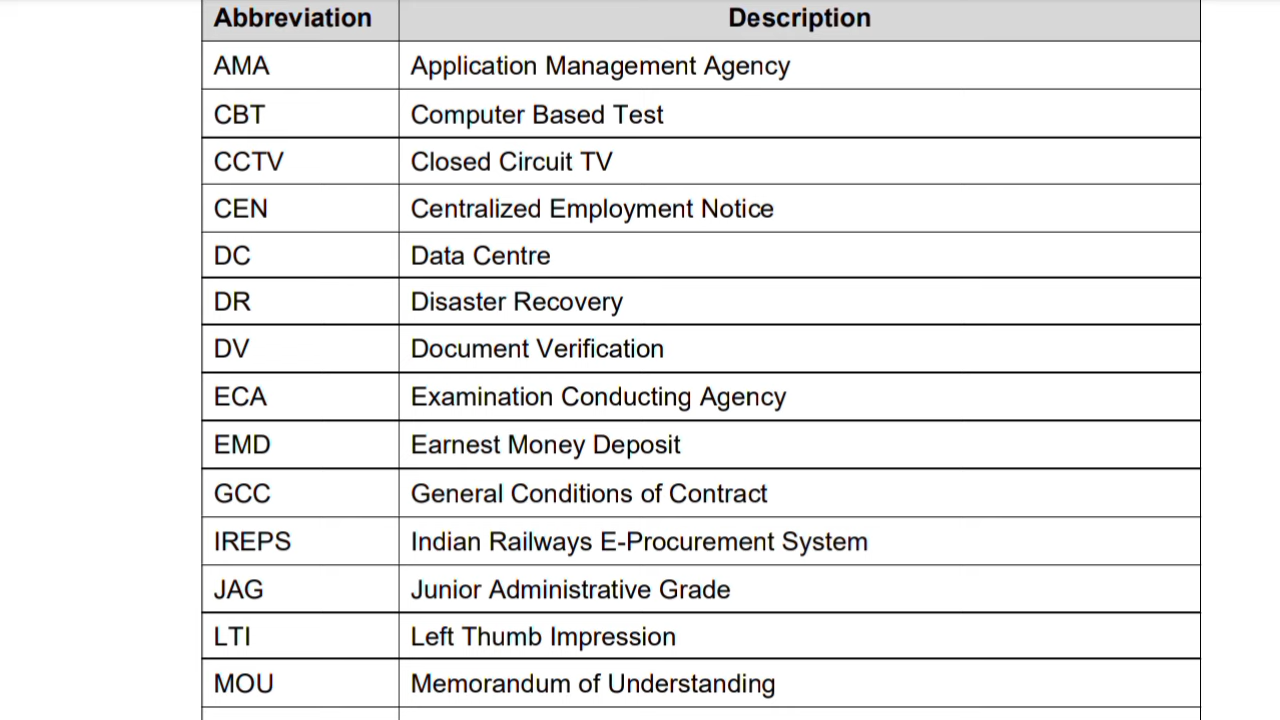 Abbreviation Description
AMA Application Management Agency
CBT Computer Based Test
CCTV Closed Circuit TV
CEN Centralized Employment Notice
DC Data Centre
DR Disaster Recovery
DV Document Verification
ECA Examination Conducting Agency
EMD Earnest Money Deposit
GCC General Conditions of Contract
IREPS Indian Railways E-Procurement System
JAG Junior Administrative Grade
LTI Left Thumb Impression
MOU Memorandum of Understanding